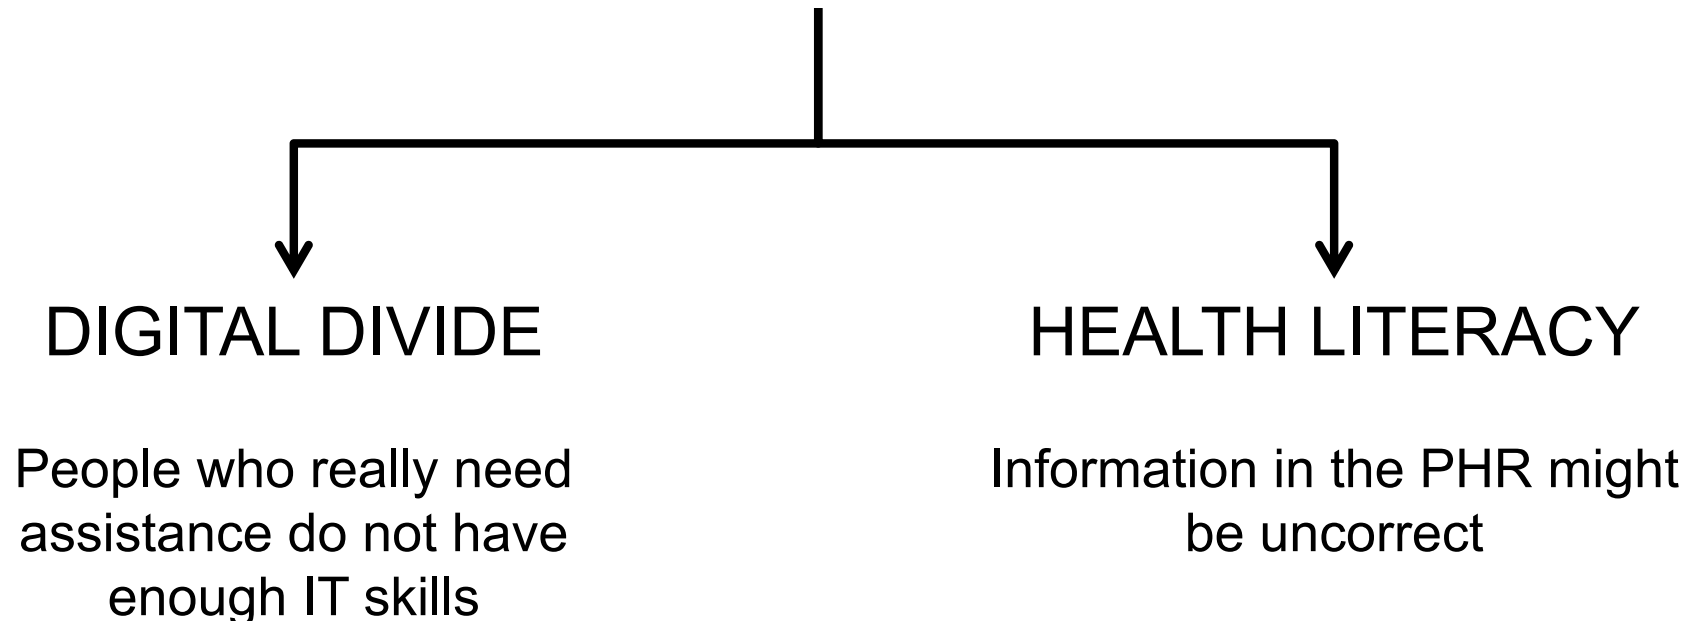 DIGITAL DIVIDE
HEALTH LITERACY
People who really need
assistance do not have
enough IT skills
Information in the PHR might
be uncorrect